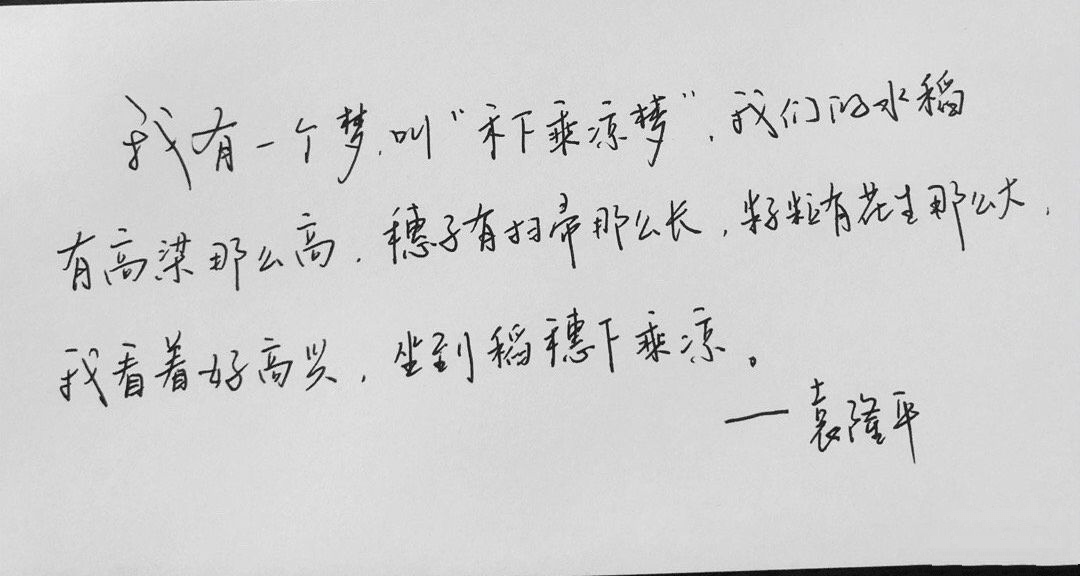 我有一个梦,叫“禾下乘凉梦”,我们的水稻
有高粱那么高,穗子有扫帚那么长,籽粒有花生那么大,
我看着好高兴,坐到稻穗下乘凉。
——袁隆平